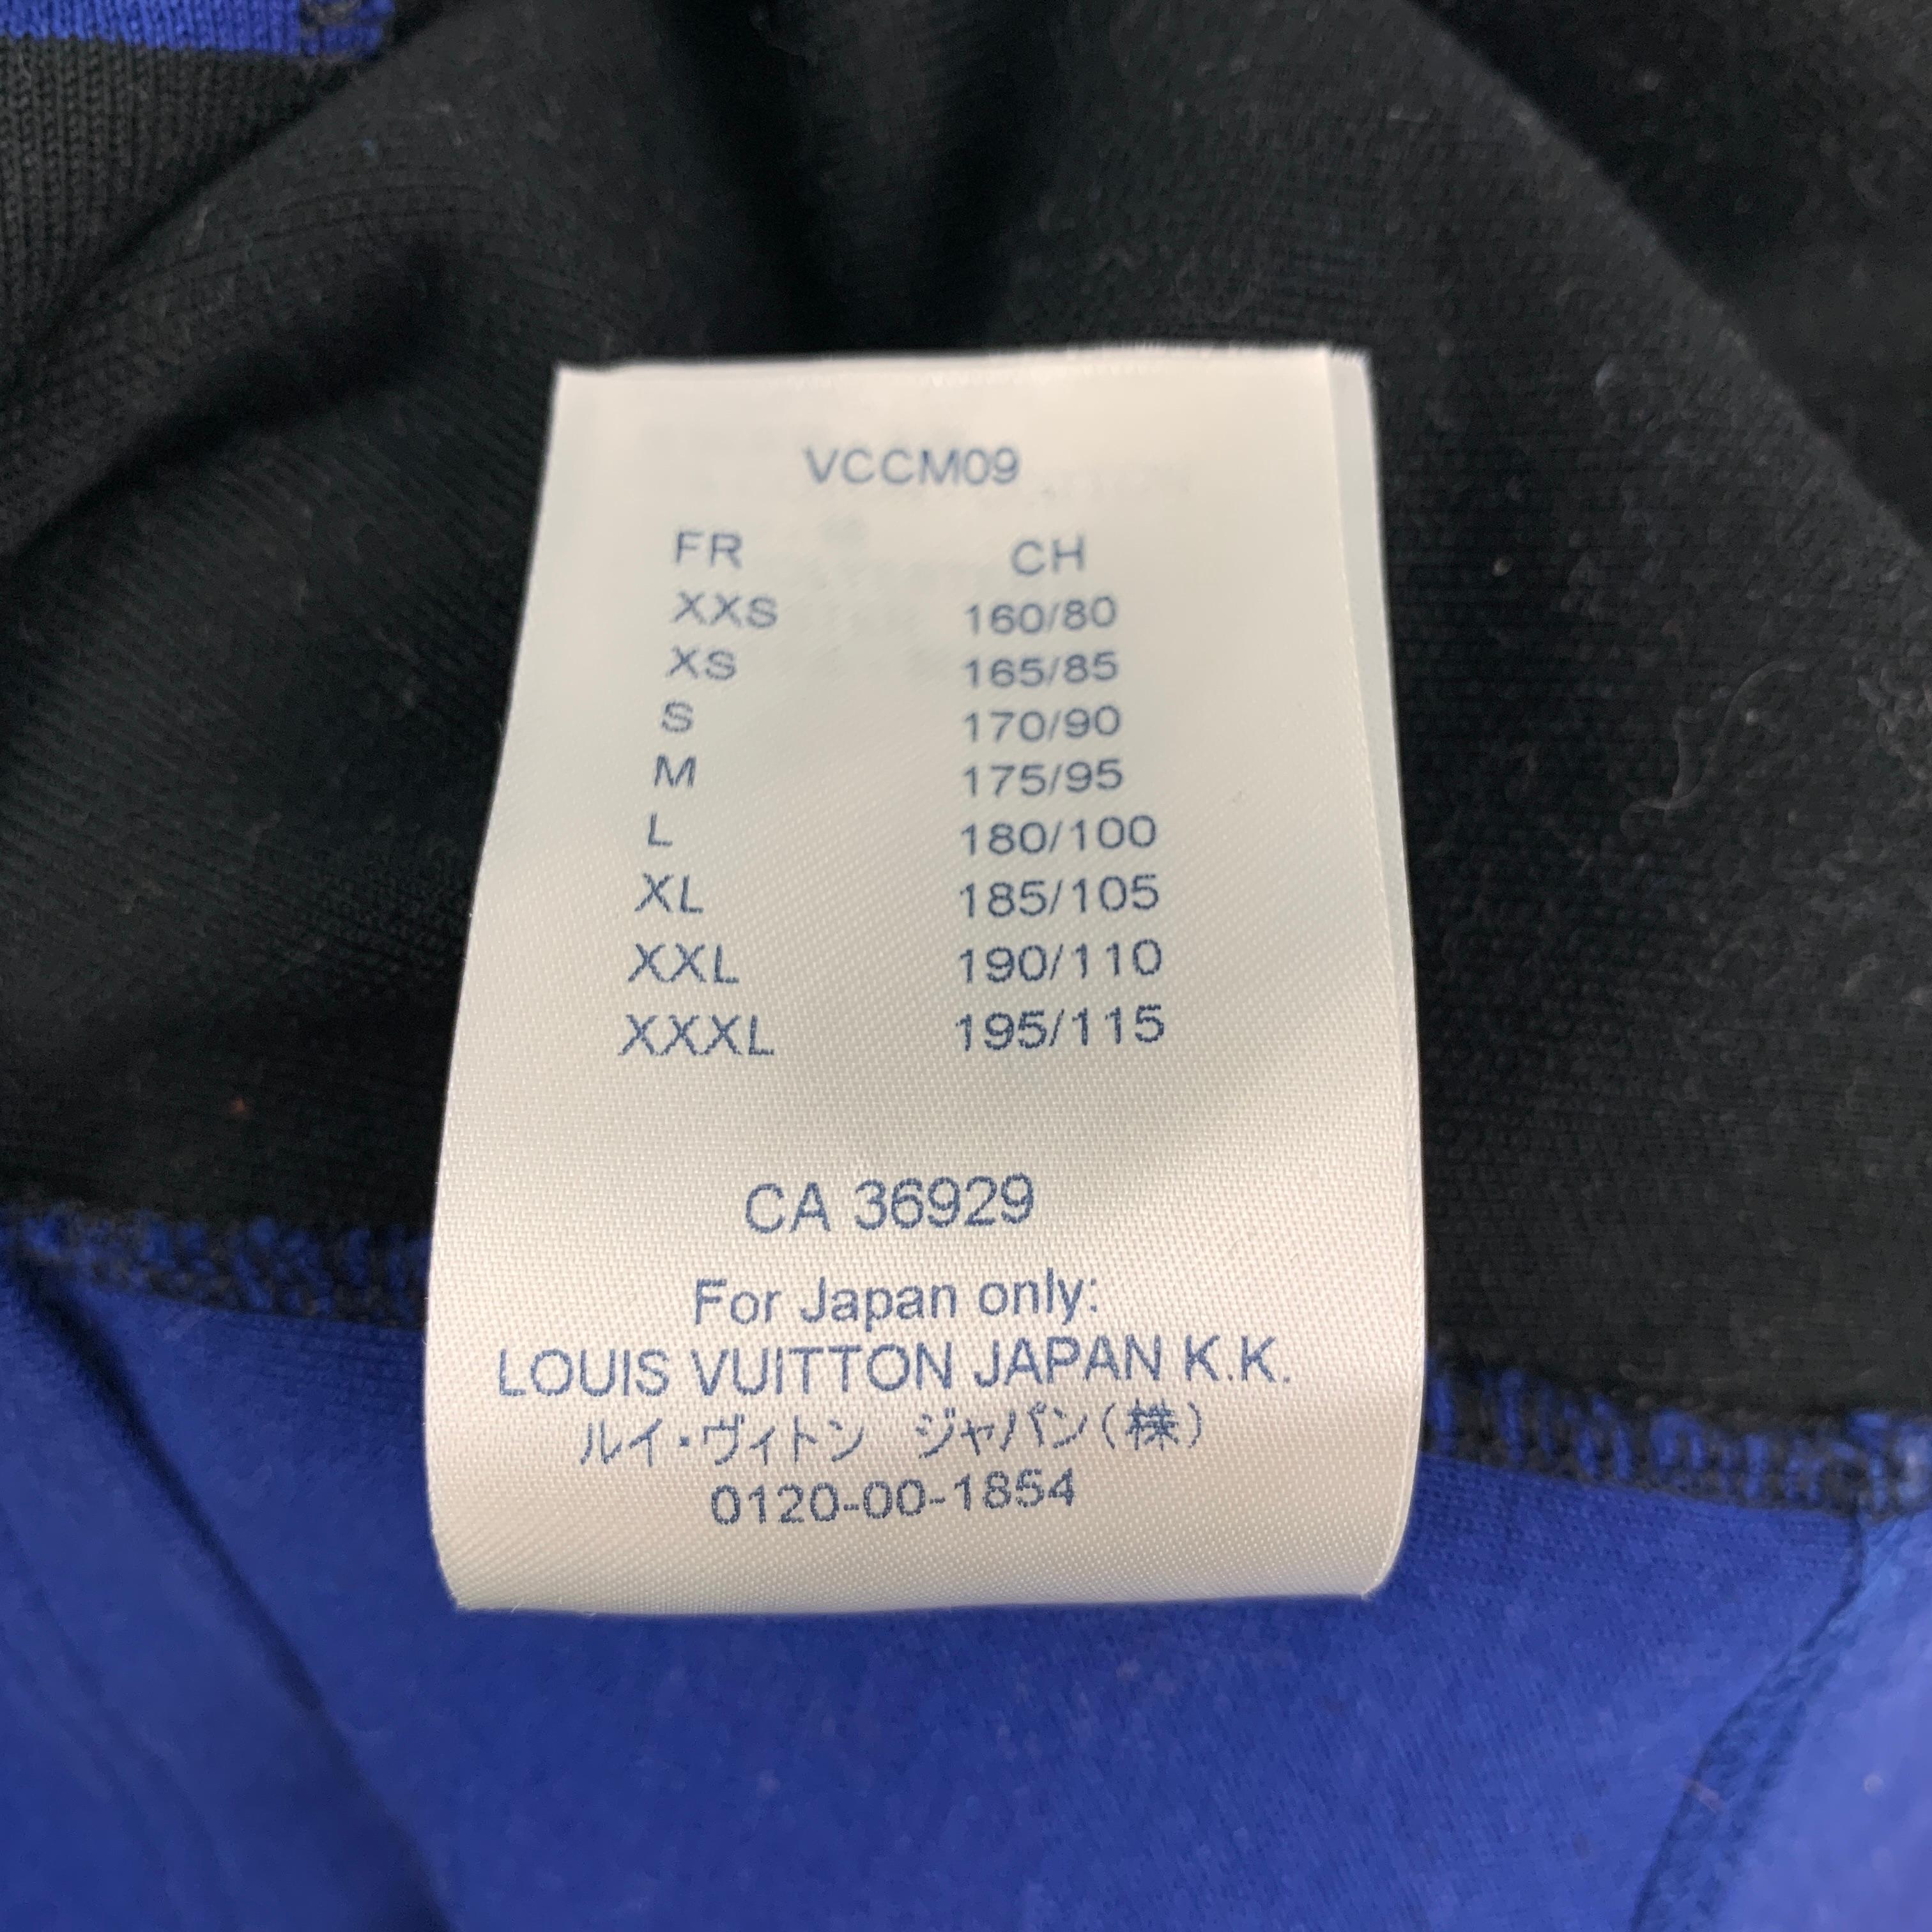 VCCM09
FR CH
XXS 160/80
XS 165/85
S 170/90
M 175/95
L 180/100
XL 185/105
XXL 190/110
XXXL 195/115
CA 36929
For Japan only:
LOUIS VUITTON JAPAN K.K.
ルイ・ヴィトン　ジャパン(株)
0120-00-1854